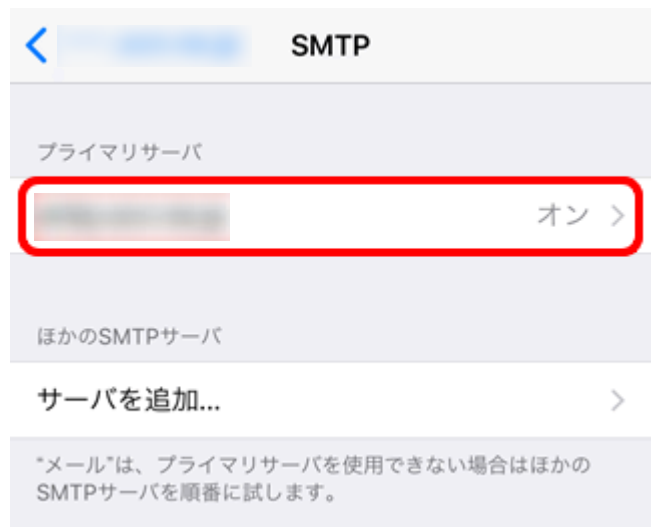 SMTP
プライマリサーバ
オン
ほかのSMTPサーバ
サーバを追加...
"メール"は、プライマリサーバを使用できない場合はほかの
SMTPサーバを順番に試します。